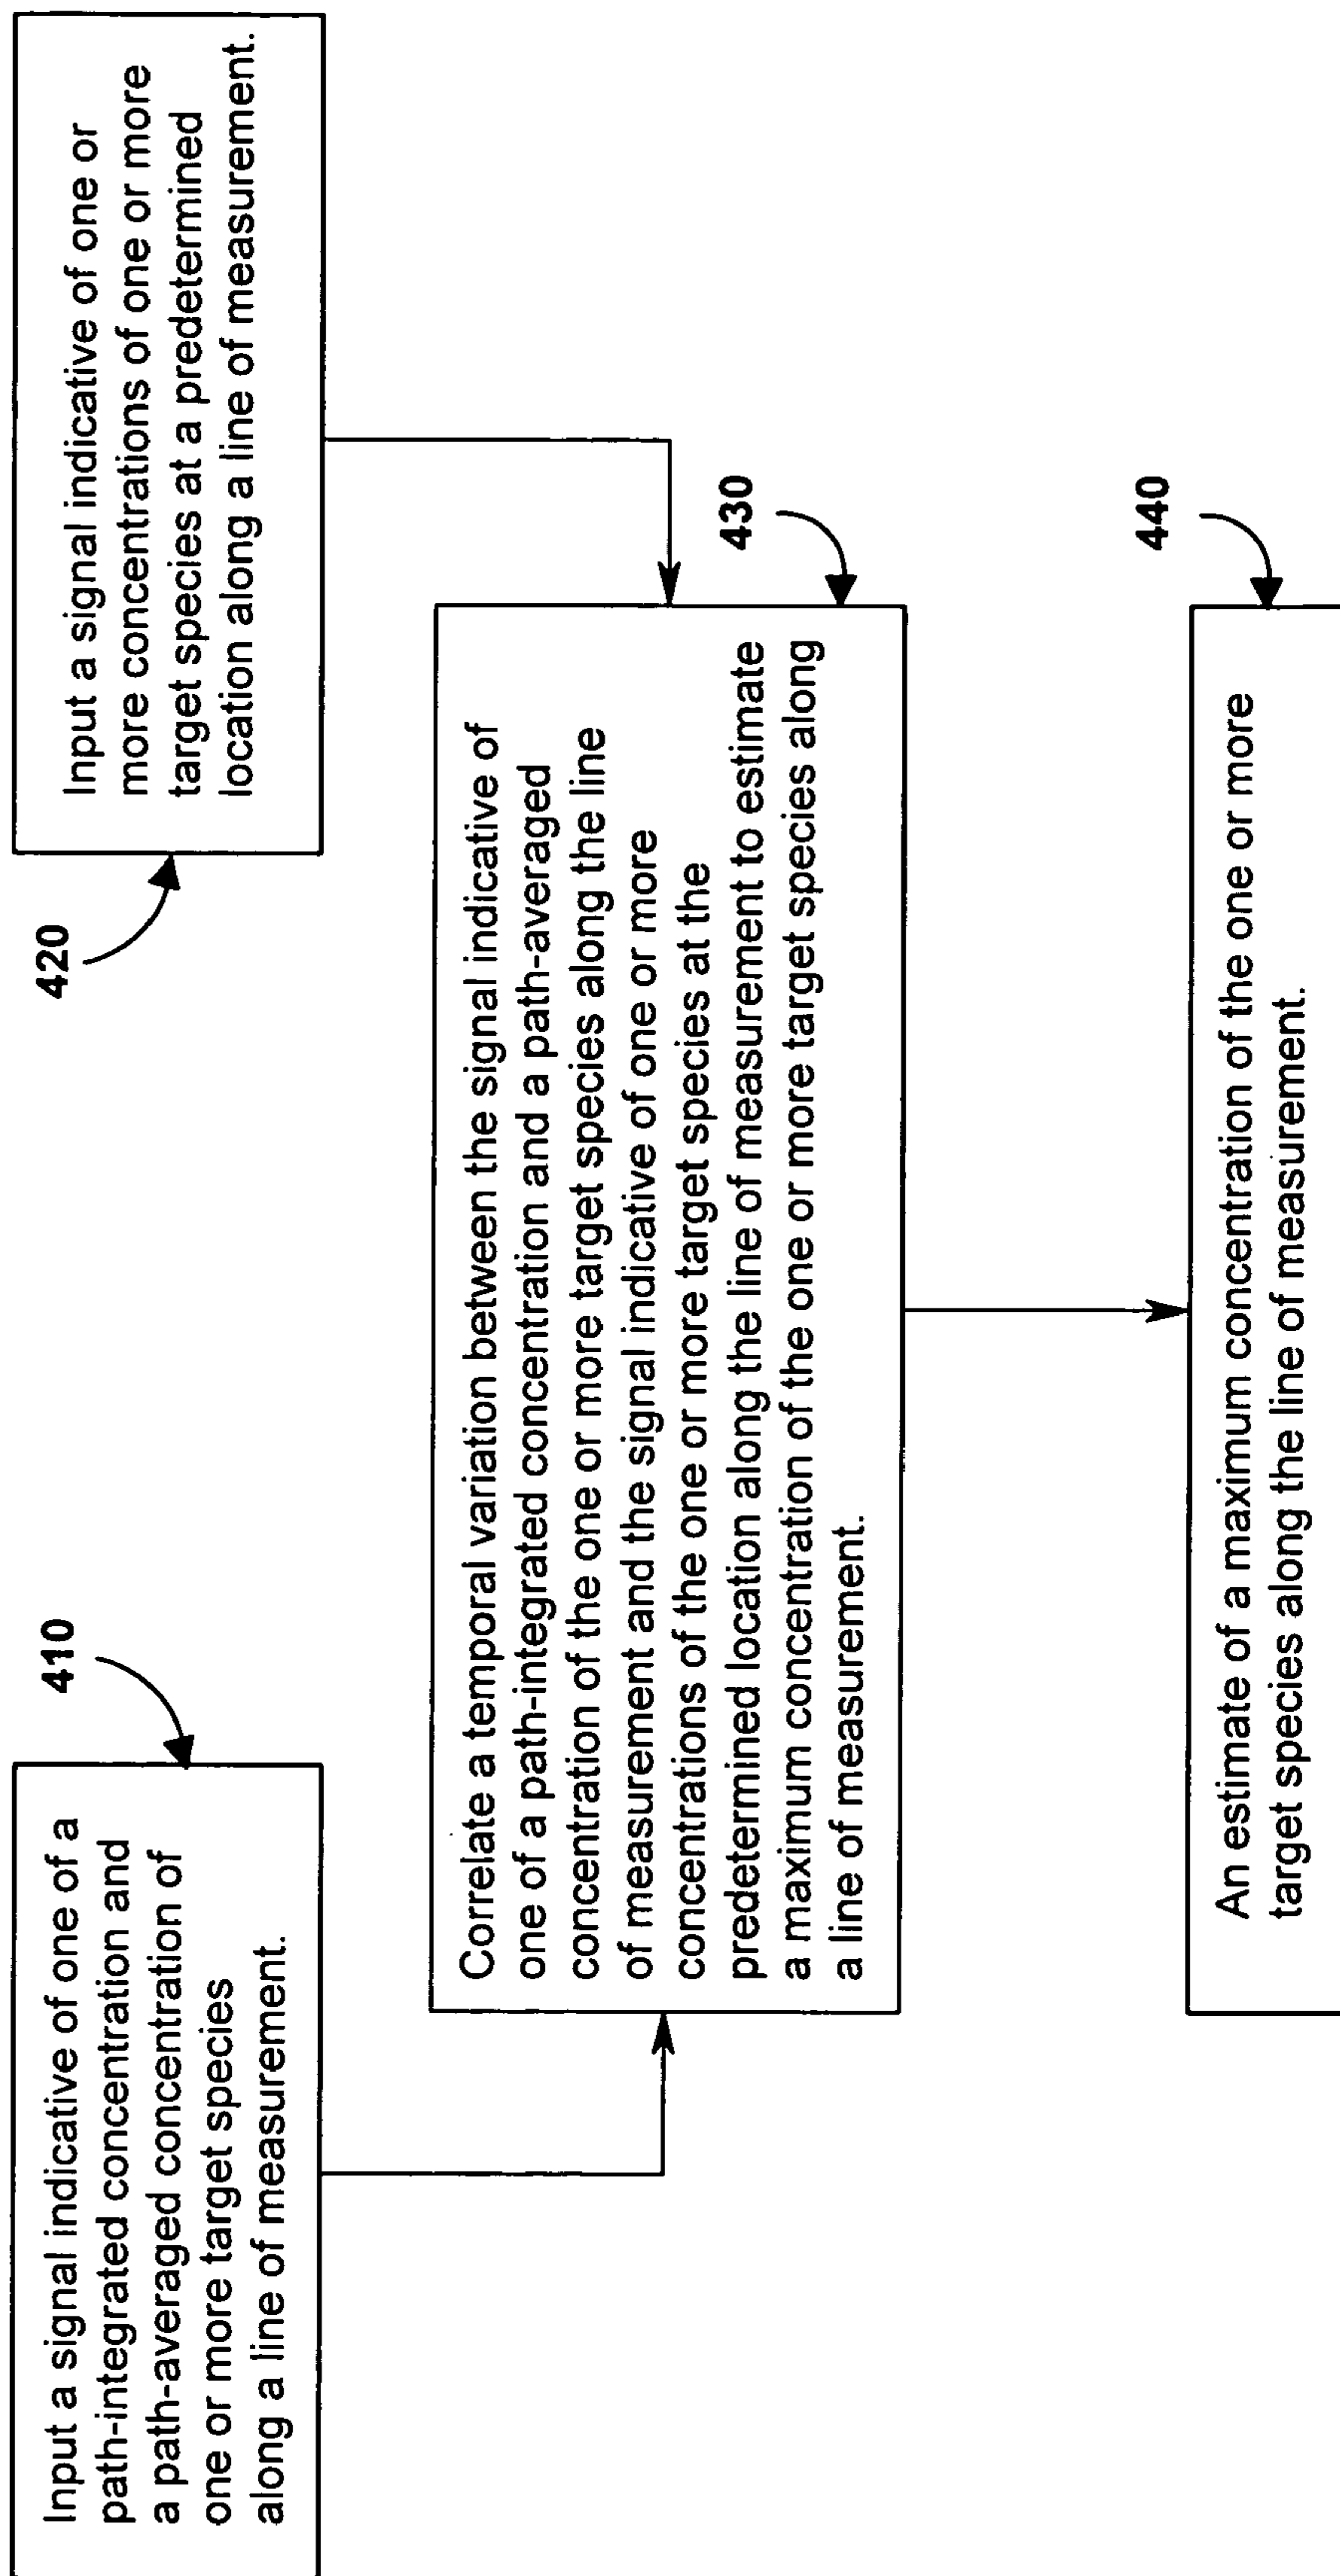 410
Input a signal indicative of one of a
path-integrated concentration and
a path-averaged concentration of
one or more target species
along a line of measurement.
420
Input a signal indicative of one or
more concentrations of one or more
target species at a predetermined
location along a line of measurement.
430
Correlate a temporal variation between the signal indicative of
one of a path-integrated concentration and a path-averaged
concentration of the one or more target species along the line
of measurement and the signal indicative of one or more
concentrations of the one or more target species at the
predetermined location along the line of measurement to estimate
a maximum concentration of the one or more target species along
a line of measurement.
440
An estimate of a maximum concentration of the one or more
target species along the line of measurement.